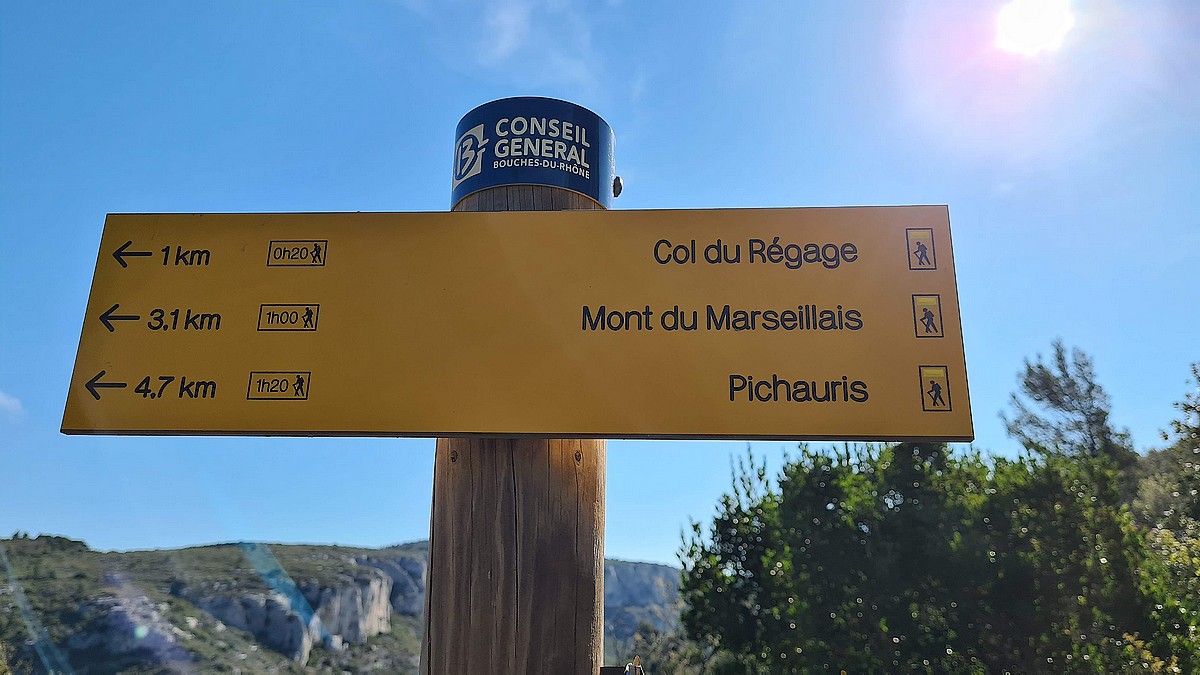 13
CONSEIL
GENERAL
BOUCHES-DU-RHÔNE
← 1 km 0h20 Col du Régage
← 3.1 km 1h00 Mont du Marseillais
← 4.7 km 1h20 Pichauris